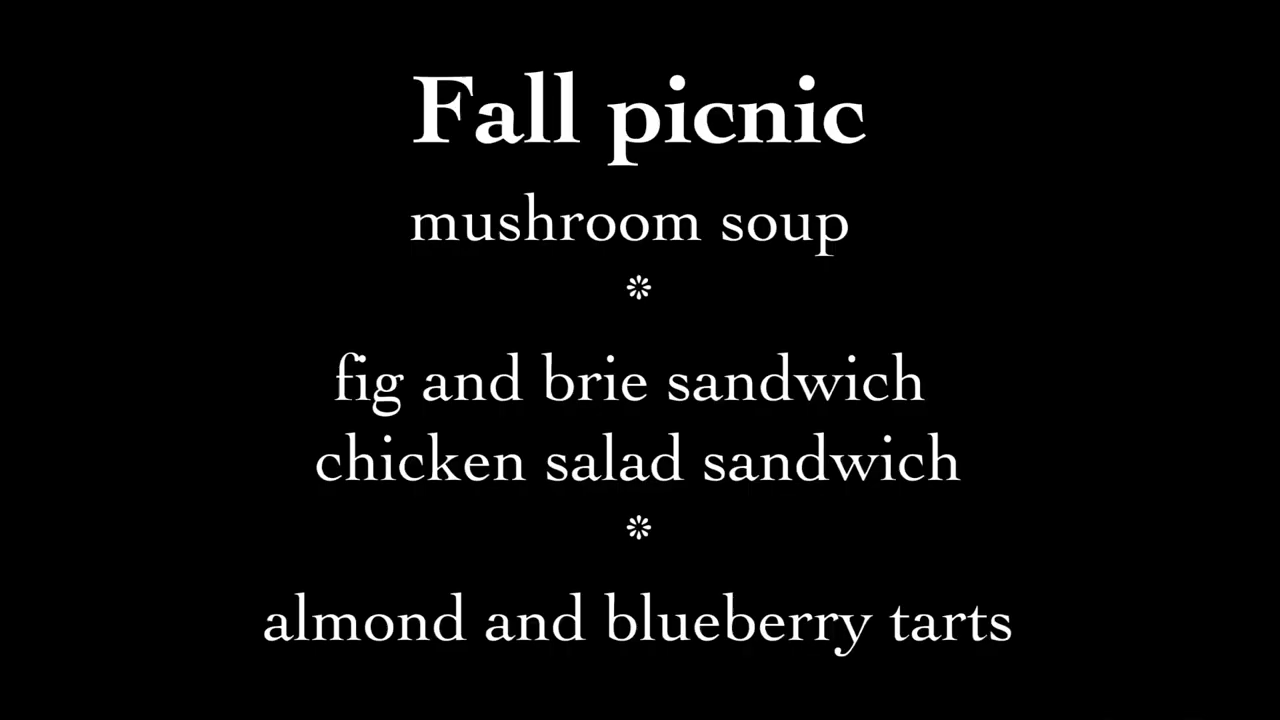 Fall picnic
mushroom soup
❊
fig and brie sandwich
chicken salad sandwich
❊
almond and blueberry tarts